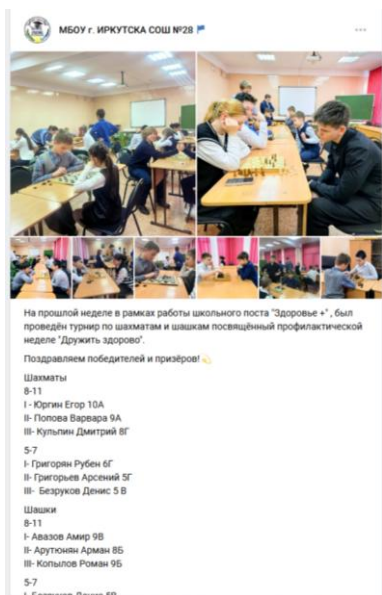 МБОУ г. ИРКУТСКА СОШ №28
На прошлой неделе в рамках работы школьного поста "Здоровье +" , был
проведён турнир по шахматам и шашкам посвящённый профилактической
неделе "Дружить здорово".
Поздравляем победителей и призёров!
Шахматы
8-11
I - Юргин Егор 10А
II- Попова Варвара 9А
III- Кульпин Дмитрий 8Г
5-7
I- Григорян Рубен 6Г
II- Григорьев Арсений 5Г
III- Безруков Денис 5 В
Шашки
8-11
I- Авазов Амир 9В
II- Арутюнян Арман 8Б
III- Копылов Роман 9Б
5-7